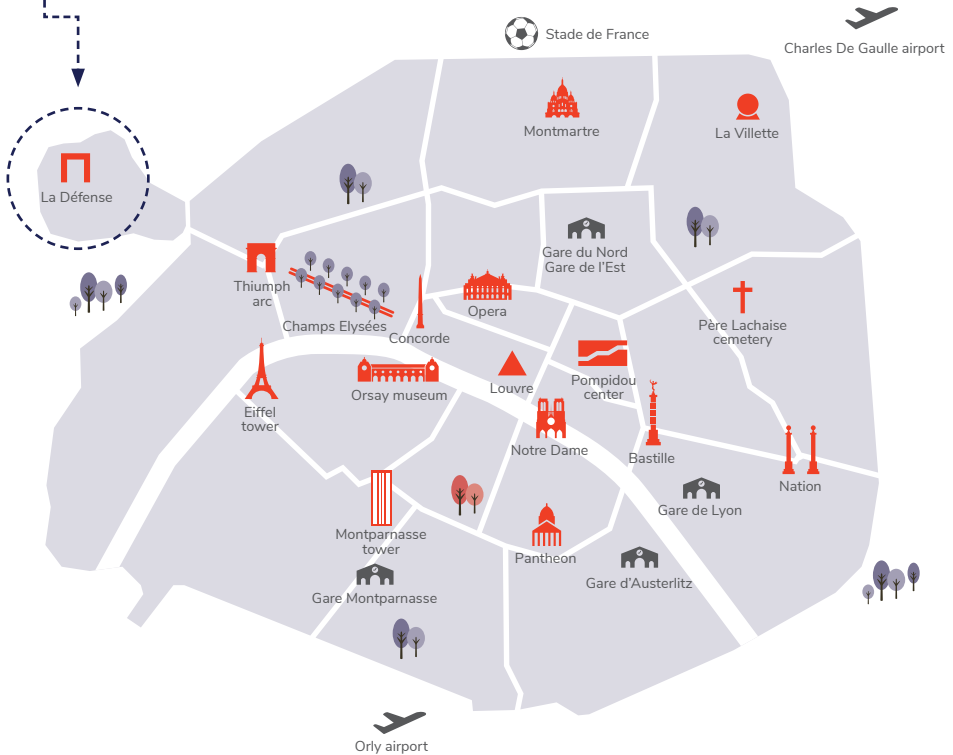 Stade de France
Charles De Gaulle airport
Montmartre
La Villette
La Défense
Gare du Nord
Gare de l'Est
Thiumph
arc
Champs Elysées
Concorde
Opera
Père Lachaise
cemetery
Orsay museum
Louvre
Pompidou
center
Eiffel
tower
Notre Dame
Bastille
Nation
Gare de Lyon
Montparnasse
tower
Pantheon
Gare d'Austerlitz
Gare Montparnasse
Orly airport